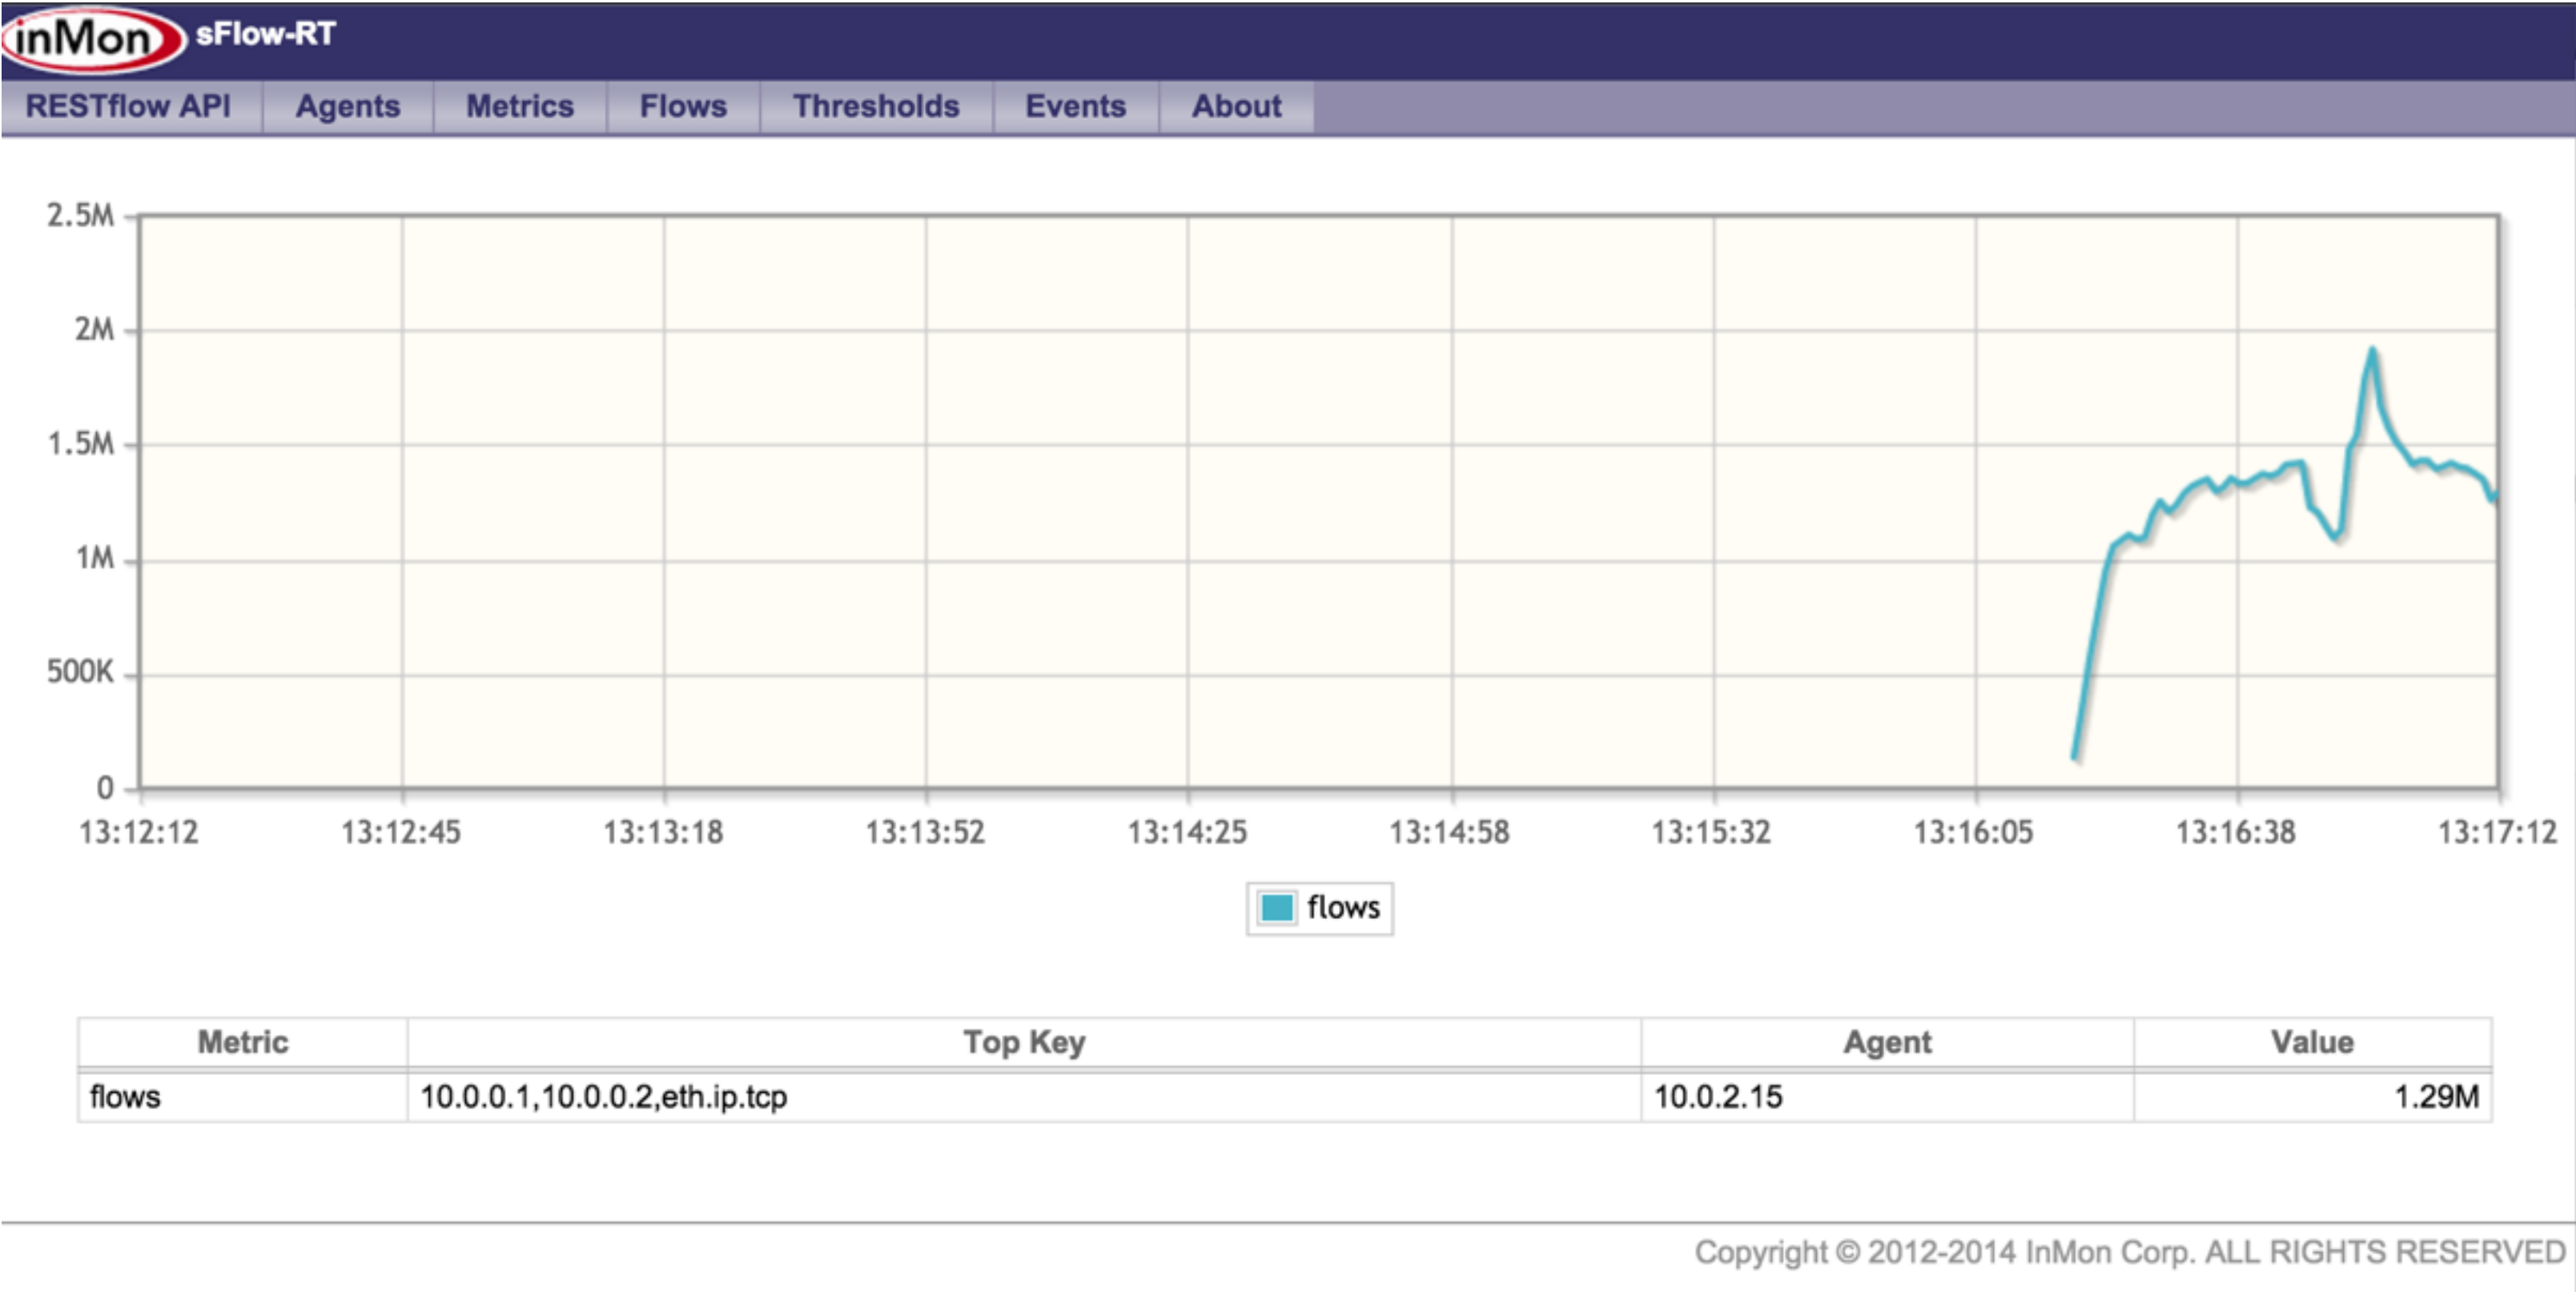 inMon sFlow-RT
RESTflow API Agents Metrics Flows Thresholds Events About
2.5M
2M
1.5M
1M
500K
0
13:12:12 13:12:45 13:13:18 13:13:52 13:14:25 13:14:58 13:15:32 13:16:05 13:16:38 13:17:12
flows
Metric Top Key Agent Value
flows 10.0.0.1,10.0.0.2,eth.ip.tcp 10.0.2.15 1.29M
Copyright © 2012-2014 InMon Corp. ALL RIGHTS RESERVED